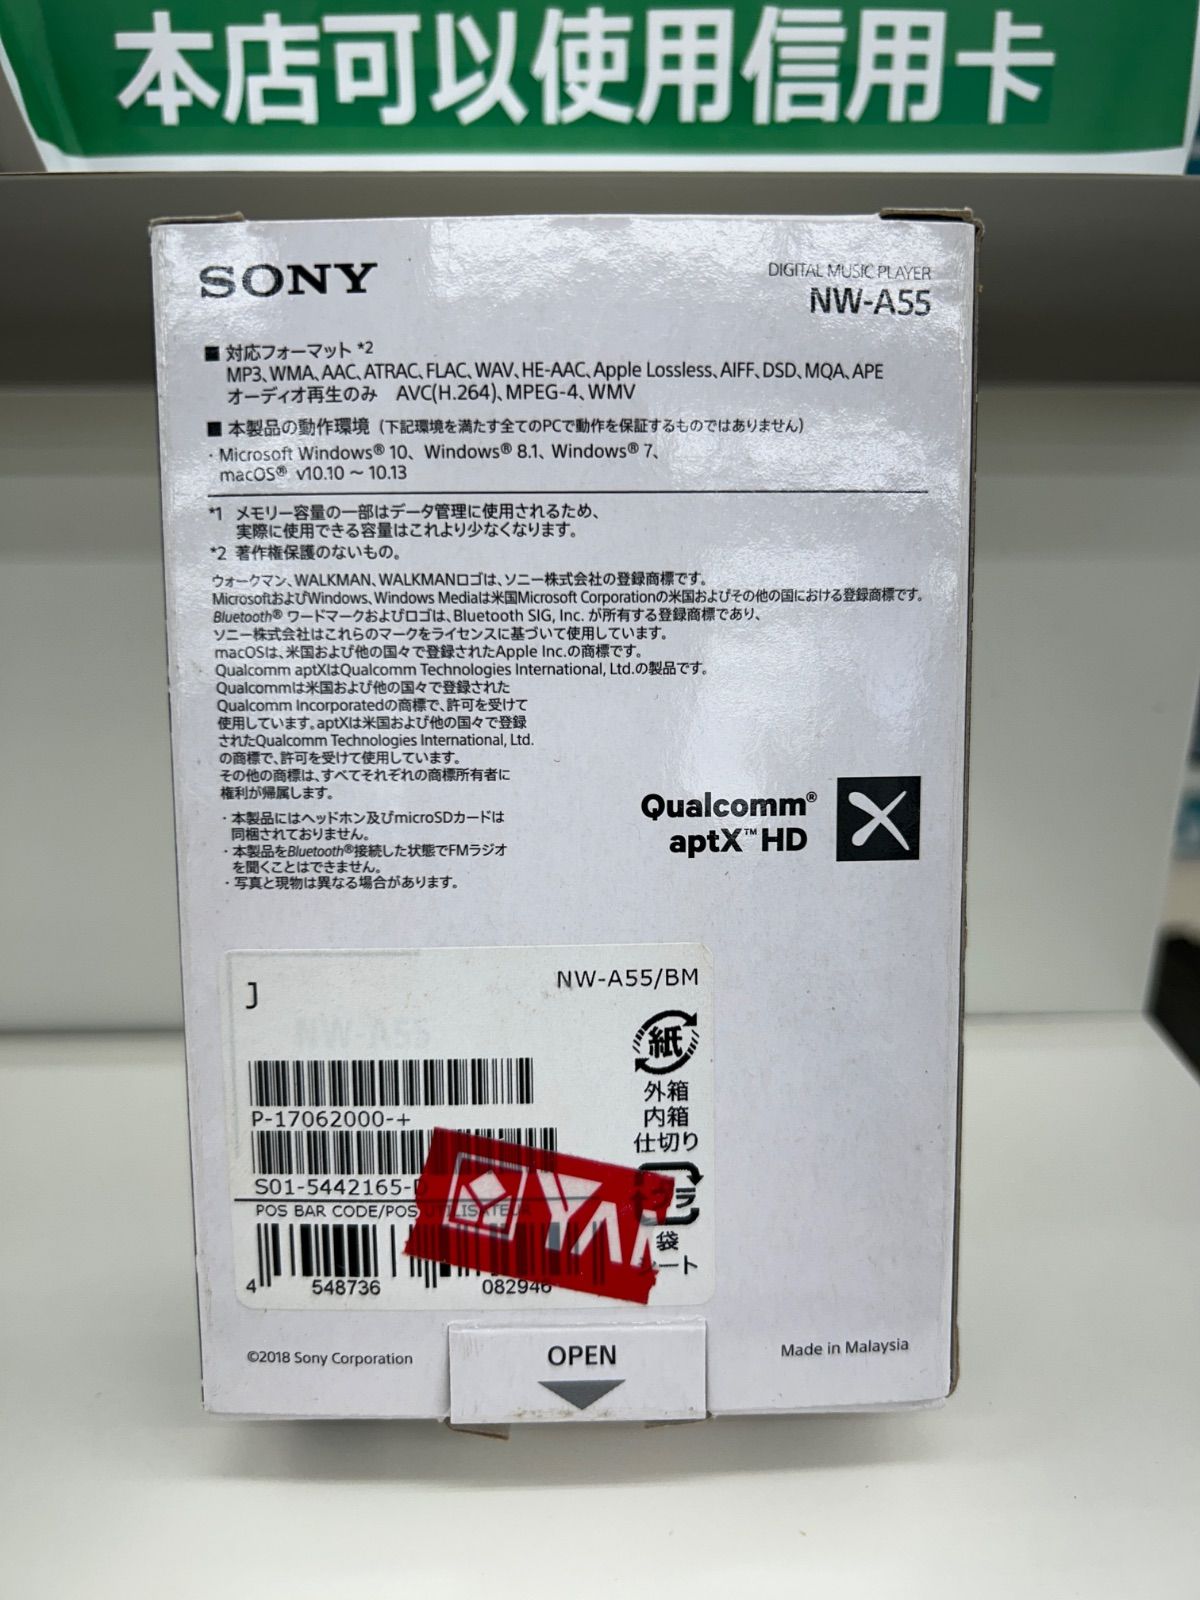 本店可以使用信用卡
SONY
DIGITAL MUSIC PLAYER
NW-A55
■ 対応フォーマット *2
MP3、WMA、AAC、ATRAC、FLAC、WAV、HE-AAC、Apple Lossless、AIFF、DSD、MQA、APE
オーディオ再生のみ AVC(H.264)、MPEG-4、WMV
■ 本製品の動作環境 (下記環境を満たす全てのPCで動作を保証するものではありません)
・Microsoft Windows® 10、Windows® 8.1、Windows® 7、
macOS® v10.10 ~ 10.13
*1 メモリー容量の一部はデータ管理に使用されるため、
実際に使用できる容量はこれより少なくなります。
*2 著作権保護のないもの。
ウォークマン、WALKMAN、WALKMANロゴは、ソニー株式会社の登録商標です。
MicrosoftおよびWindows、Windows Mediaは米国Microsoft Corporationの米国およびその他の国における登録商標です。
Bluetooth® ワードマークおよびロゴは、Bluetooth SIG, Inc. が所有する登録商標であり、
ソニー株式会社はこれらのマークをライセンスに基づいて使用しています。
macOSは、米国および他の国々で登録されたApple Inc.の商標です。
Qualcomm aptXはQualcomm Technologies International, Ltd.の製品です。
Qualcommは米国および他の国々で登録された
Qualcomm Incorporatedの商標で、許可を受けて
使用しています。aptXは米国および他の国々で登録
されたQualcomm Technologies International, Ltd.
の商標で、許可を受けて使用しています。
その他の商標は、すべてそれぞれの商標所有者に
権利が帰属します。
・本製品にはヘッドホン及びmicroSDカードは
同梱されておりません。
・本製品をBluetooth®接続した状態でFMラジオ
を聞くことはできません。
・写真と現物は異なる場合があります。
Qualcomm®
aptX™ HD
J
NW-A55/BM
NW-A55
紙
外箱
内箱
仕切り
P-17062000-+
S01-5442165-D
POS BAR CODE/POS UTILISATEUR
プラ
袋
シート
YAM
4 548736 082946
©2018 Sony Corporation
OPEN
Made in Malaysia